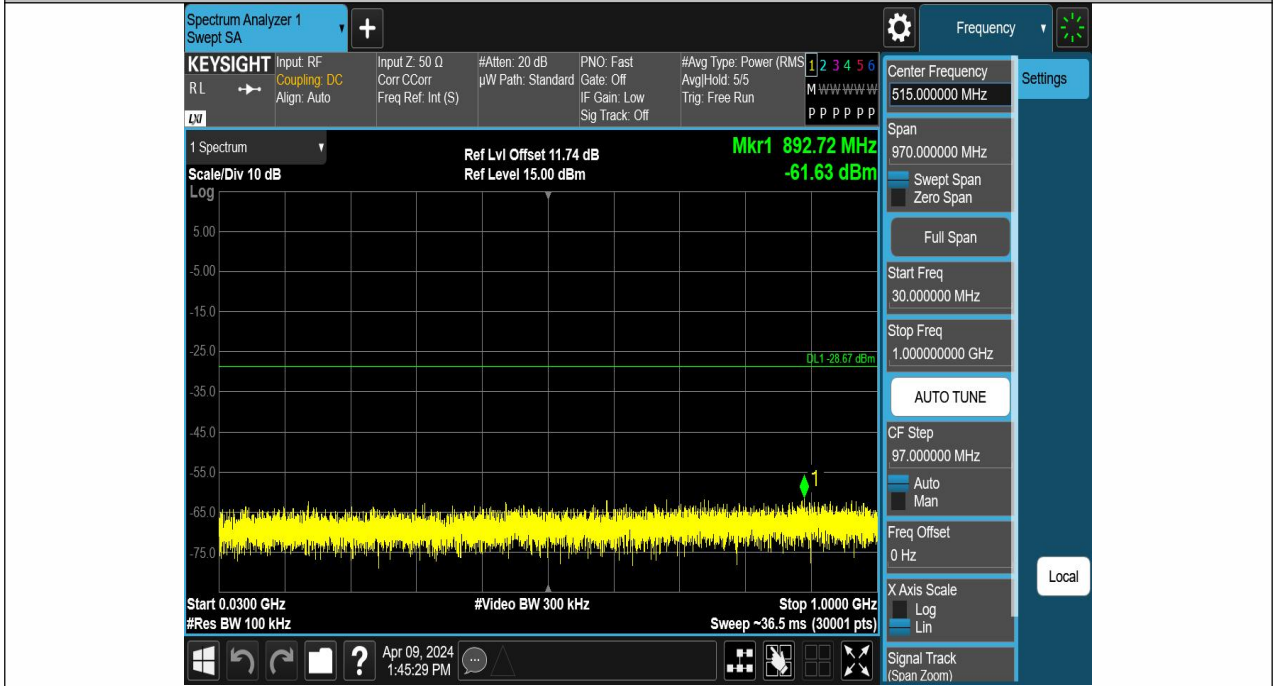 Spectrum Analyzer 1
Swept SA
+
Frequency
KEYSIGHT
R L
LXI
Input: RF
Coupling: DC
Align: Auto
Input Z: 50 Ω
Corr CCorr
Freq Ref: Int (S)
#Atten: 20 dB
µW Path: Standard
PNO: Fast
Gate: Off
IF Gain: Low
Sig Track: Off
#Avg Type: Power (RMS
Avg|Hold: 5/5
Trig: Free Run
1 2 3 4 5 6
M W W W W W
P P P P P P
1 Spectrum
Scale/Div 10 dB
Log
Ref Lvl Offset 11.74 dB
Ref Level 15.00 dBm
Mkr1 892.72 MHz
-61.63 dBm
5.00
-5.00
-15.0
-25.0
DL1 -28.67 dBm
-35.0
-45.0
-55.0
1
-65.0
-75.0
Start 0.0300 GHz
#Res BW 100 kHz
#Video BW 300 kHz
Stop 1.0000 GHz
Sweep ~36.5 ms (30001 pts)
?
Apr 09, 2024
1:45:29 PM
Center Frequency
515.000000 MHz
Span
970.000000 MHz
Swept Span
Zero Span
Full Span
Start Freq
30.000000 MHz
Stop Freq
1.000000000 GHz
AUTO TUNE
CF Step
97.000000 MHz
Auto
Man
Freq Offset
0 Hz
X Axis Scale
Log
Lin
Signal Track
(Span Zoom)
Settings
Local